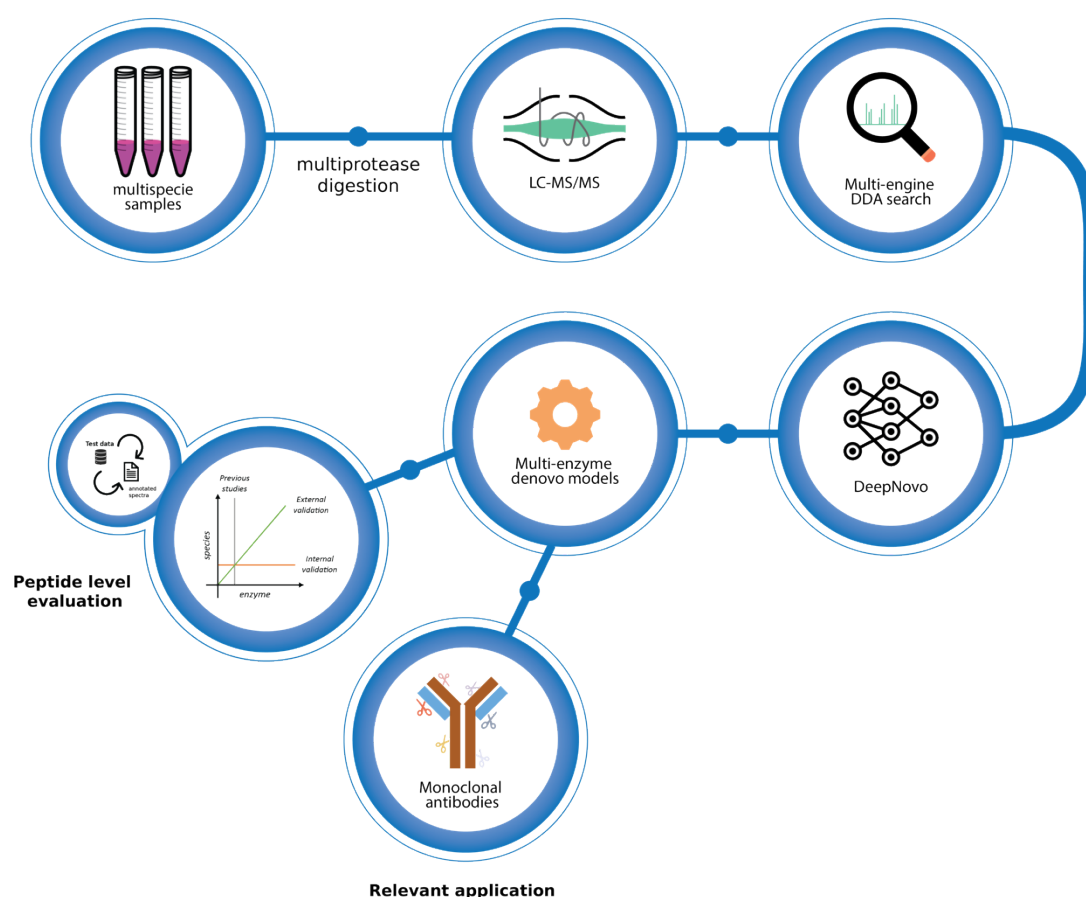 multispecie
samples
multiprotease
digestion
LC-MS/MS
Multi-engine
DDA search
DeepNovo
Multi-enzyme
denovo models
Test data
annotated
spectra
Previous
studies
External
validation
Internal
validation
species
enzyme
Peptide level
evaluation
Monoclonal
antibodies
Relevant application